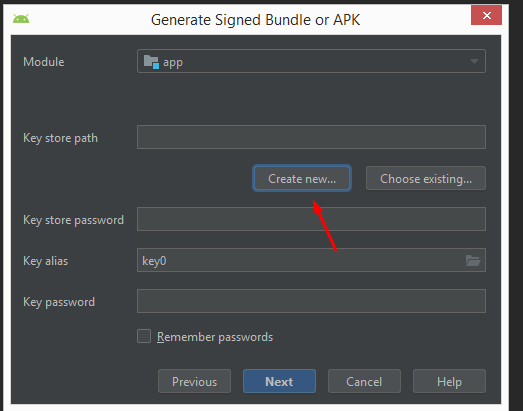 Generate Signed Bundle or APK
Module
app
Key store path
Create new...
Choose existing...
Key store password
Key alias
key0
Key password
Remember passwords
Previous
Next
Cancel
Help